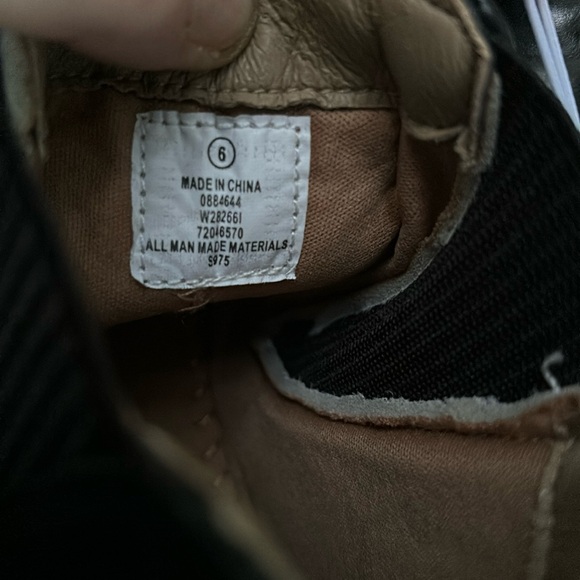 6
MADE IN CHINA
0884644
W282661
72046570
ALL MAN MADE MATERIALS
S975